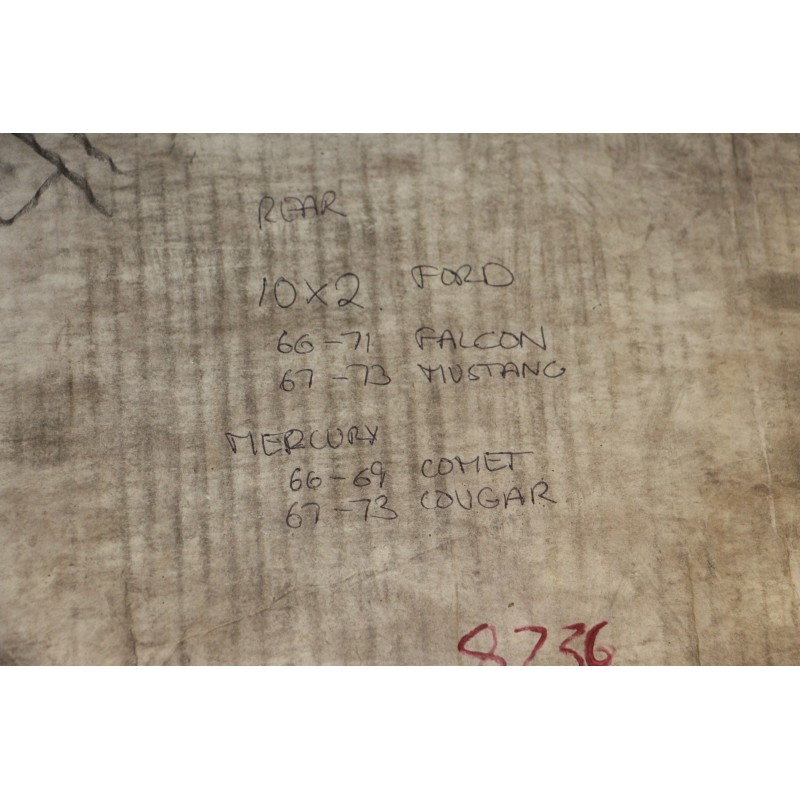 REAR
10X2. FORD
66-71 FALCON
67-73 MUSTANG
MERCURY
66-69 COMET
67-73 COUGAR
8736